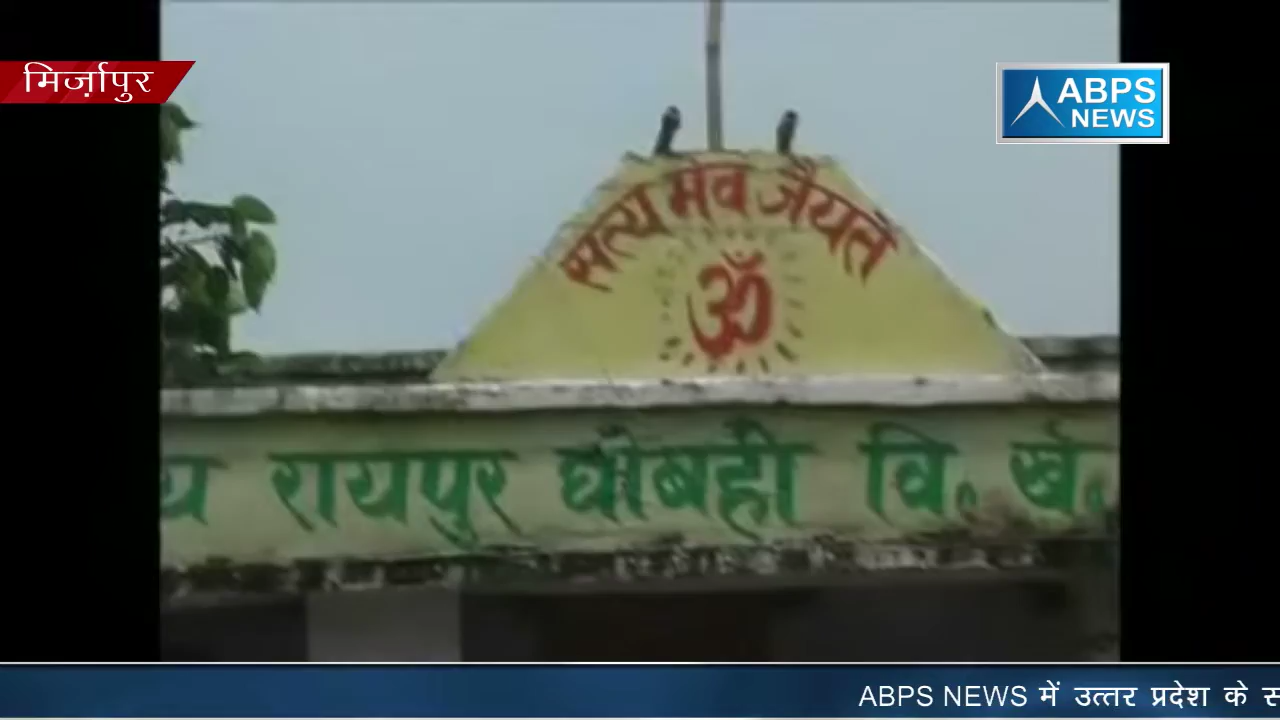 मिर्ज़ापुर
ABPS
NEWS
सत्य मेव जैयते
ॐ
य रायपुर घोबही वि. खं.
ABPS NEWS में उत्तर प्रदेश के स